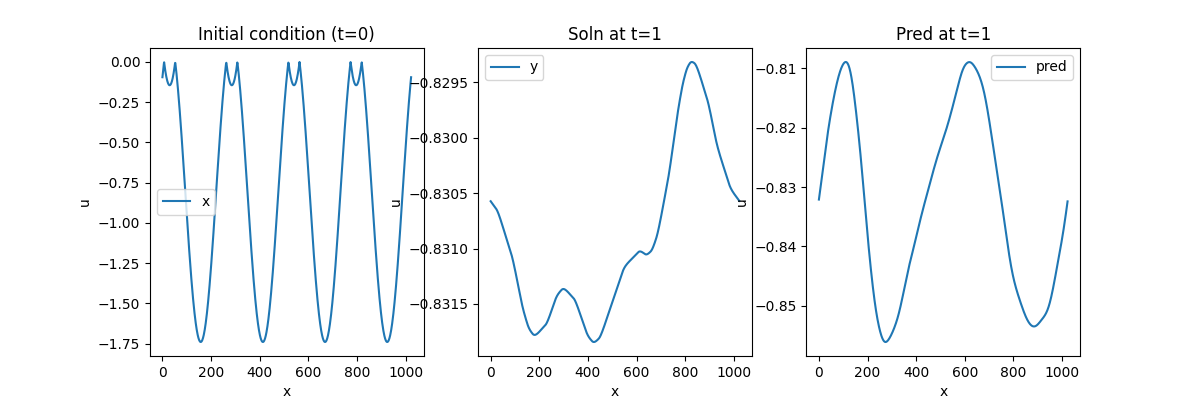 Initial condition (t=0)
0.00
−0.25
−0.50
−0.75
−1.00
−1.25
−1.50
−1.75
u
x
0 200 400 600 800 1000
x
Soln at t=1
y
−0.8295
−0.8300
−0.8305
−0.8310
−0.8315
u
0 200 400 600 800 1000
x
Pred at t=1
pred
−0.81
−0.82
−0.83
−0.84
−0.85
u
0 200 400 600 800 1000
x